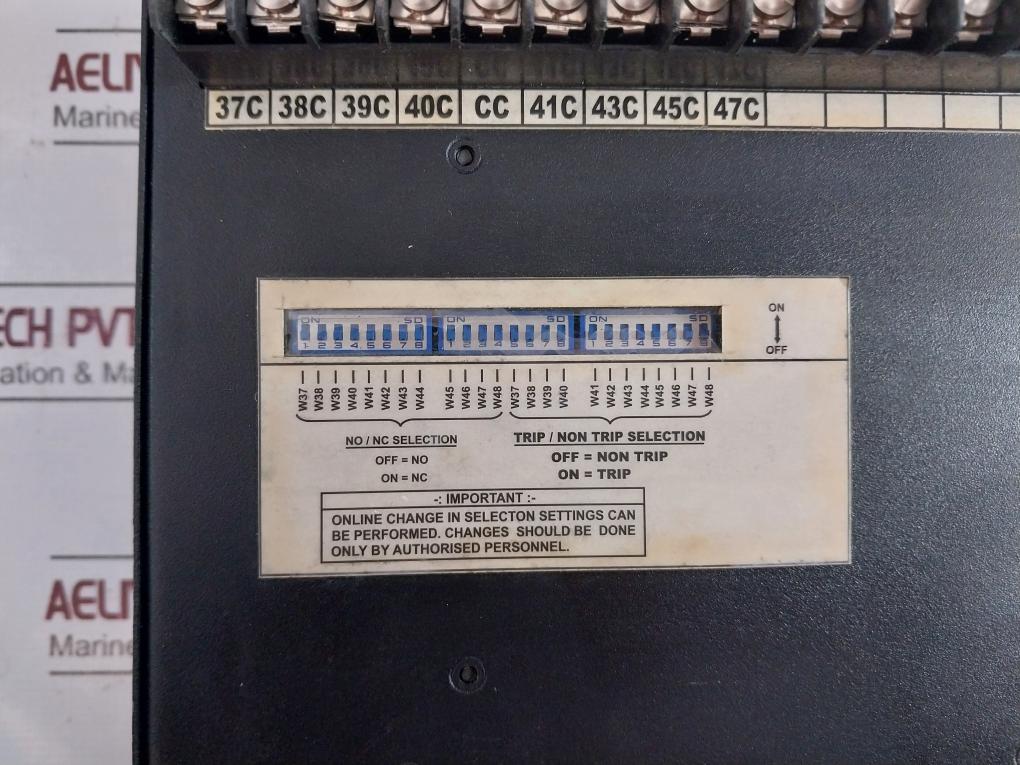 AELN
Marine
37C 38C 39C 40C CC 41C 43C 45C 47C
ECH PVT
ation & Ma
ON SD ON SD ON SD
1 2 3 4 5 6 7 8 1 2 3 4 5 6 7 8 1 2 3 4 5 6 7 8
ON
OFF
W37 W38 W39 W40 W41 W42 W43 W44 W45 W46 W47 W48 W37 W38 W39 W40 W41 W42 W43 W44 W45 W46 W47 W48
NO / NC SELECTION
OFF = NO
ON = NC
TRIP / NON TRIP SELECTION
OFF = NON TRIP
ON = TRIP
-: IMPORTANT :-
ONLINE CHANGE IN SELECTON SETTINGS CAN
BE PERFORMED. CHANGES SHOULD BE DONE
ONLY BY AUTHORISED PERSONNEL.
AELN
Marine